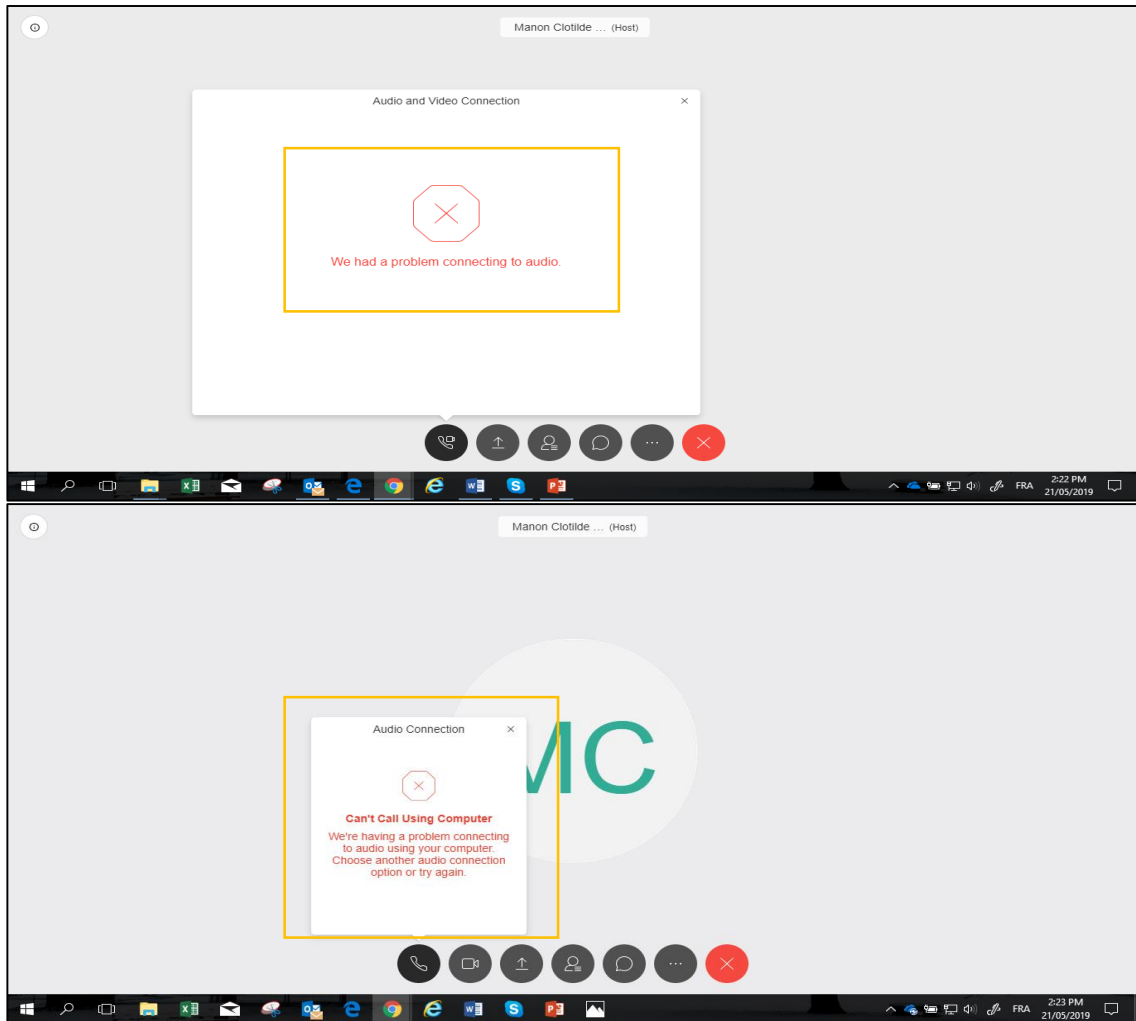 Manon Clotilde ... (Host)
Audio and Video Connection
We had a problem connecting to audio.
FRA
2:22 PM
21/05/2019
Manon Clotilde ... (Host)
MC
Audio Connection
Can't Call Using Computer
We're having a problem connecting
to audio using your computer.
Choose another audio connection
option or try again.
FRA
2:23 PM
21/05/2019